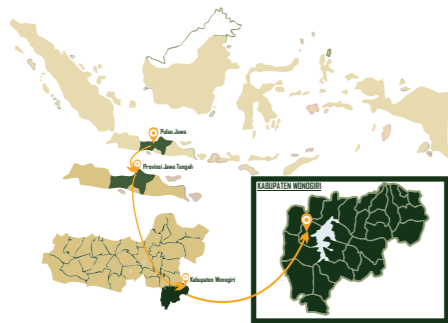 Pulau Jawa
Provinsi Jawa Tengah
KABUPATEN WONOGIRI
Kabupaten Wonogiri